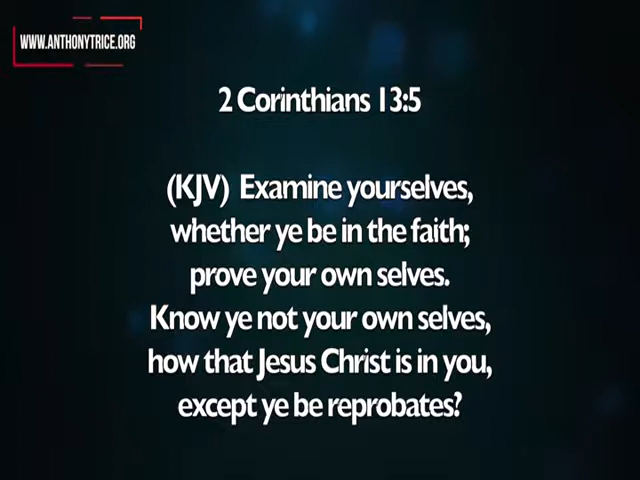 WWW.ANTHONYTRICE.ORG
2 Corinthians 13:5
(KJV) Examine yourselves,
whether ye be in the faith;
prove your own selves.
Know ye not your own selves,
how that Jesus Christ is in you,
except ye be reprobates?